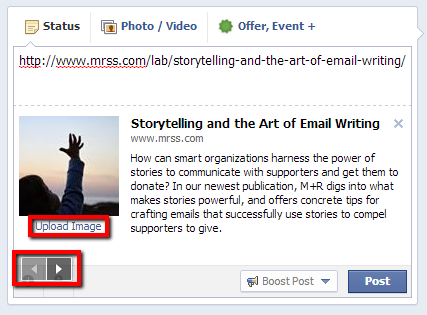 Status Photo / Video Offer, Event +
http://www.mrss.com/lab/storytelling-and-the-art-of-email-writing/
Storytelling and the Art of Email Writing
www.mrss.com
How can smart organizations harness the power of
stories to communicate with supporters and get them to
donate? In our newest publication, M+R digs into what
makes stories powerful, and offers concrete tips for
crafting emails that successfully use stories to compel
supporters to give.
Upload Image
Boost Post Post